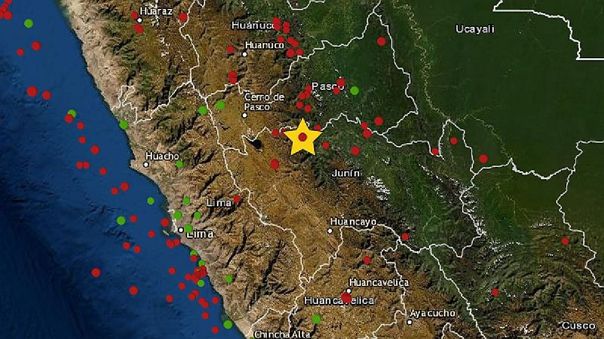 Huaraz
Huánuco
Ucayali
Huanuco
Pasco
Cerro de
Pasco
Huacho
Junín
Lima
Huancayo
Lima
Huancavelica
Huancavelica
Ayacucho
Chincha Alta
Cusco